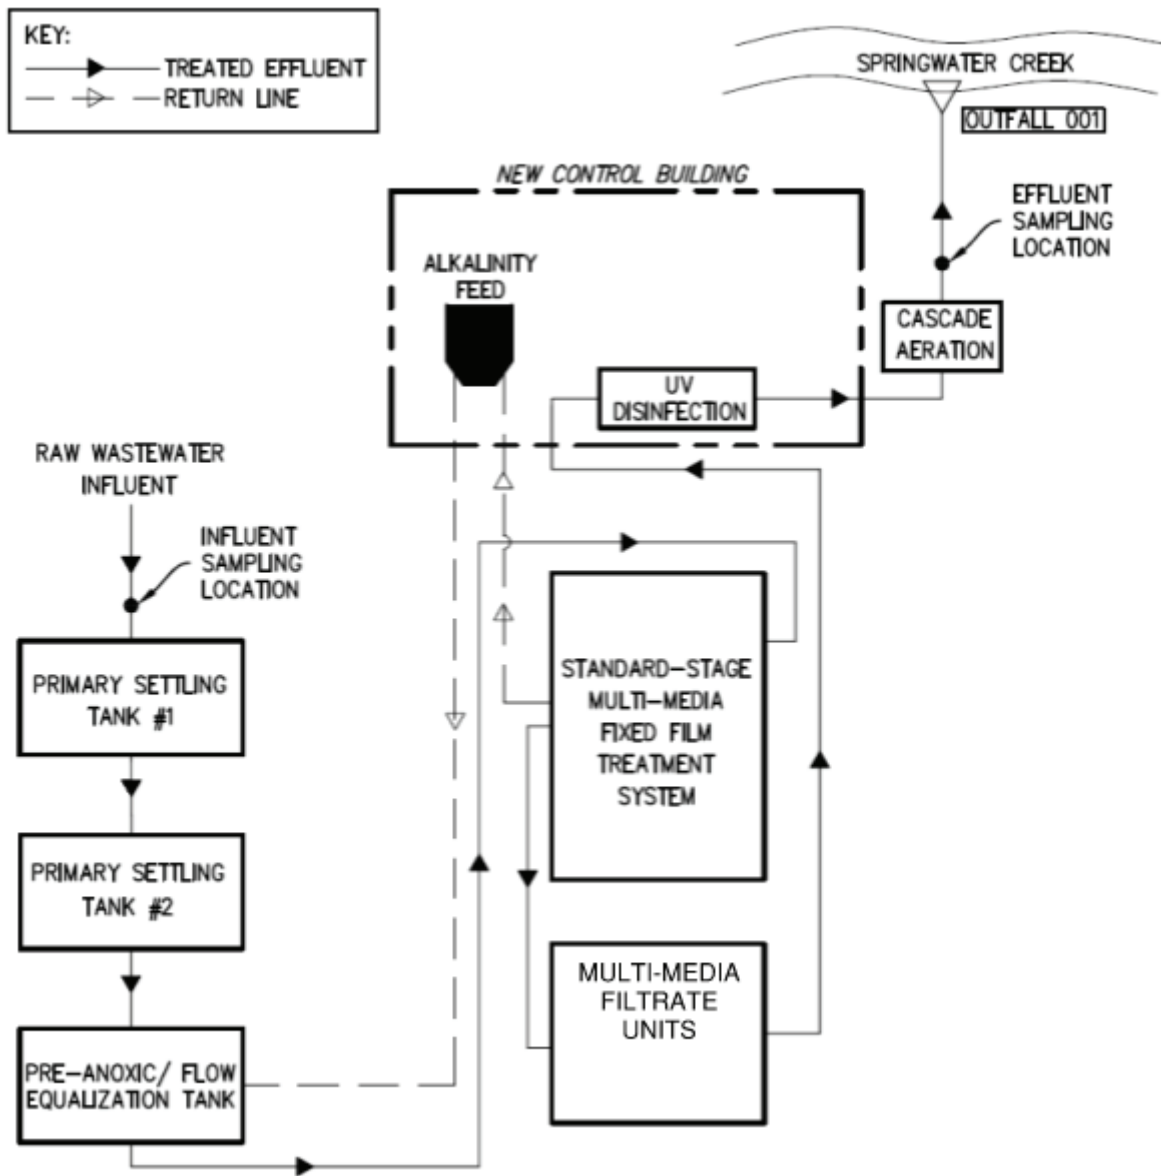 KEY:
TREATED EFFLUENT
RETURN LINE
SPRINGWATER CREEK
OUTFALL 001
NEW CONTROL BUILDING
EFFLUENT
SAMPLING
LOCATION
ALKALINITY
FEED
CASCADE
AERATION
UV
DISINFECTION
RAW WASTEWATER
INFLUENT
INFLUENT
SAMPLING
LOCATION
PRIMARY SETTLING
TANK #1
STANDARD-STAGE
MULTI-MEDIA
FIXED FILM
TREATMENT
SYSTEM
PRIMARY SETTLING
TANK #2
MULTI-MEDIA
FILTRATE
UNITS
PRE-ANOXIC/ FLOW
EQUALIZATION TANK